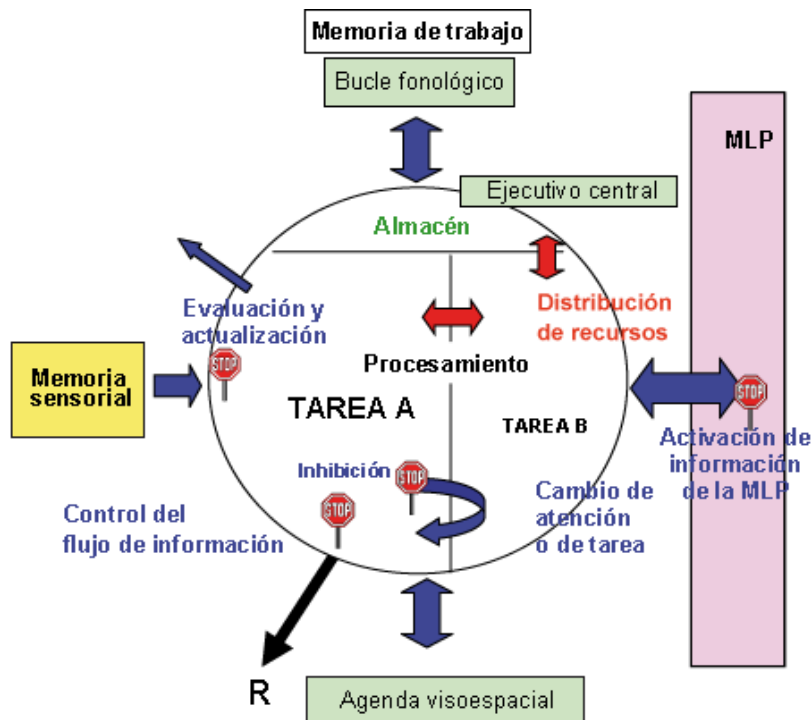 Memoria de trabajo
Bucle fonológico
MLP
Ejecutivo central
Almacén
Evaluación y
actualización
Distribución
de recursos
Procesamiento
Memoria
sensorial
STOP
TAREA A
TAREA B
STOP
Activación de
información
de la MLP
Inhibición
STOP
Cambio de
atención
o de tarea
Control del
flujo de información
STOP
R
Agenda visoespacial